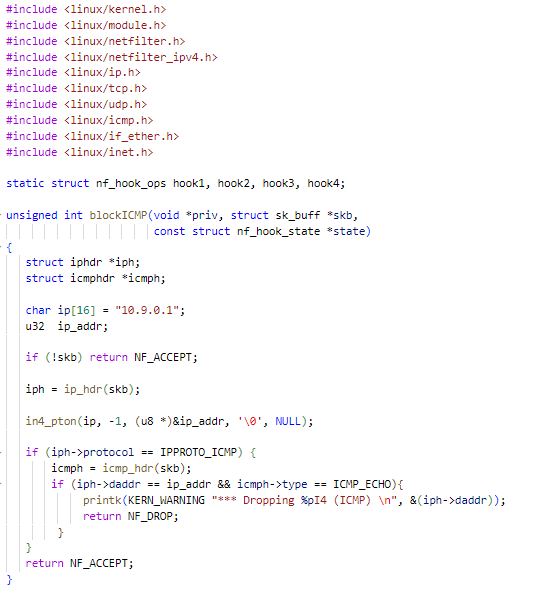 #include <linux/kernel.h>
#include <linux/module.h>
#include <linux/netfilter.h>
#include <linux/netfilter_ipv4.h>
#include <linux/ip.h>
#include <linux/tcp.h>
#include <linux/udp.h>
#include <linux/icmp.h>
#include <linux/if_ether.h>
#include <linux/inet.h>

static struct nf_hook_ops hook1, hook2, hook3, hook4;

unsigned int blockICMP(void *priv, struct sk_buff *skb,
                       const struct nf_hook_state *state)
{
   struct iphdr *iph;
   struct icmphdr *icmph;

   char ip[16] = "10.9.0.1";
   u32  ip_addr;

   if (!skb) return NF_ACCEPT;

   iph = ip_hdr(skb);

   in4_pton(ip, -1, (u8 *)&ip_addr, '\0', NULL);

   if (iph->protocol == IPPROTO_ICMP) {
       icmph = icmp_hdr(skb);
       if (iph->daddr == ip_addr && icmph->type == ICMP_ECHO){
            printk(KERN_WARNING "*** Dropping %pI4 (ICMP) \n", &(iph->daddr));
            return NF_DROP;
        }
   }
   return NF_ACCEPT;
}